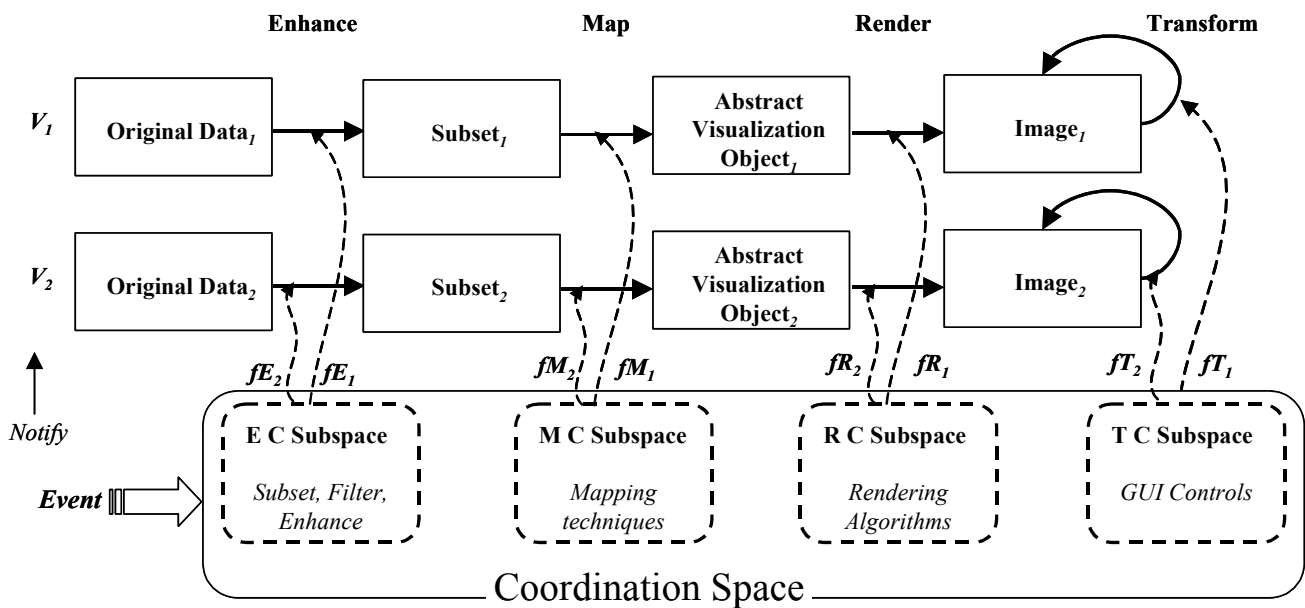 Enhance Map Render Transform
V1
Original Data1
Subset1
Abstract
Visualization
Object1
Image1
V2
Original Data2
Subset2
Abstract
Visualization
Object2
Image2
fE2 fE1 fM2 fM1 fR2 fR1 fT2 fT1
Notify
Event
E C Subspace
Subset, Filter,
Enhance
M C Subspace
Mapping
techniques
R C Subspace
Rendering
Algorithms
T C Subspace
GUI Controls
Coordination Space